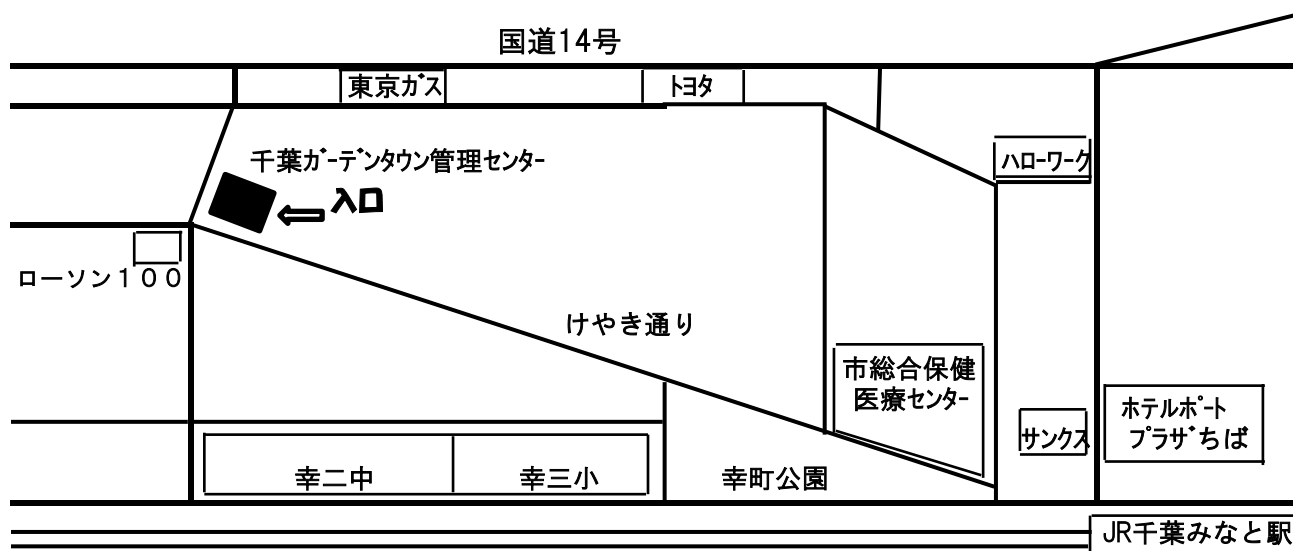 国道14号
東京ガス
トヨタ
千葉ガーデンタウン管理センター
入口
ハローワーク
ローソン１００
けやき通り
市総合保健
医療センター
サンクス
ホテルポート
プラザちば
幸二中
幸三小
幸町公園
JR千葉みなと駅